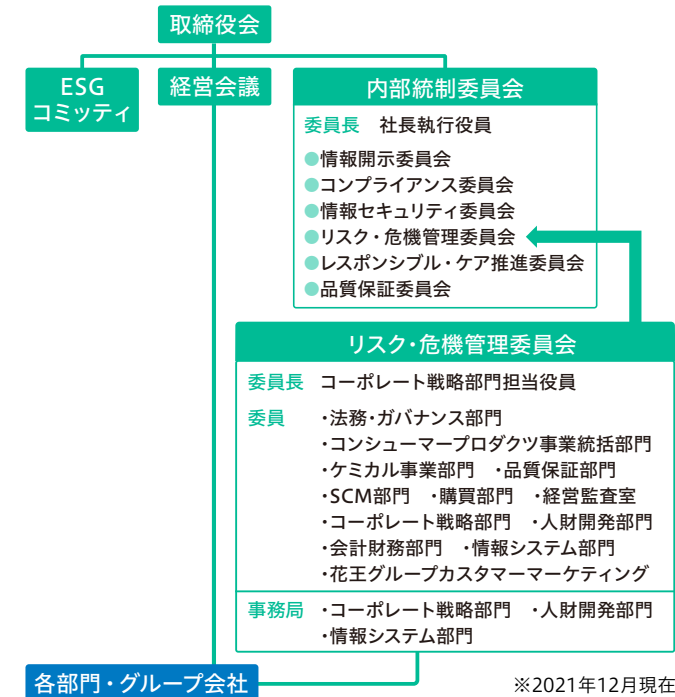 取締役会
ESG
コミッティ
経営会議
内部統制委員会
委員長 社長執行役員
●情報開示委員会
●コンプライアンス委員会
●情報セキュリティ委員会
●リスク・危機管理委員会
●レスポンシブル・ケア推進委員会
●品質保証委員会
リスク・危機管理委員会
委員長 コーポレート戦略部門担当役員
委員 ・法務・ガバナンス部門
・コンシューマープロダクツ事業統括部門
・ケミカル事業部門 ・品質保証部門
・SCM部門 ・購買部門 ・経営監査室
・コーポレート戦略部門 ・人財開発部門
・会計財務部門 ・情報システム部門
・花王グループカスタマーマーケティング
事務局 ・コーポレート戦略部門 ・人財開発部門
・情報システム部門
各部門・グループ会社
※2021年12月現在